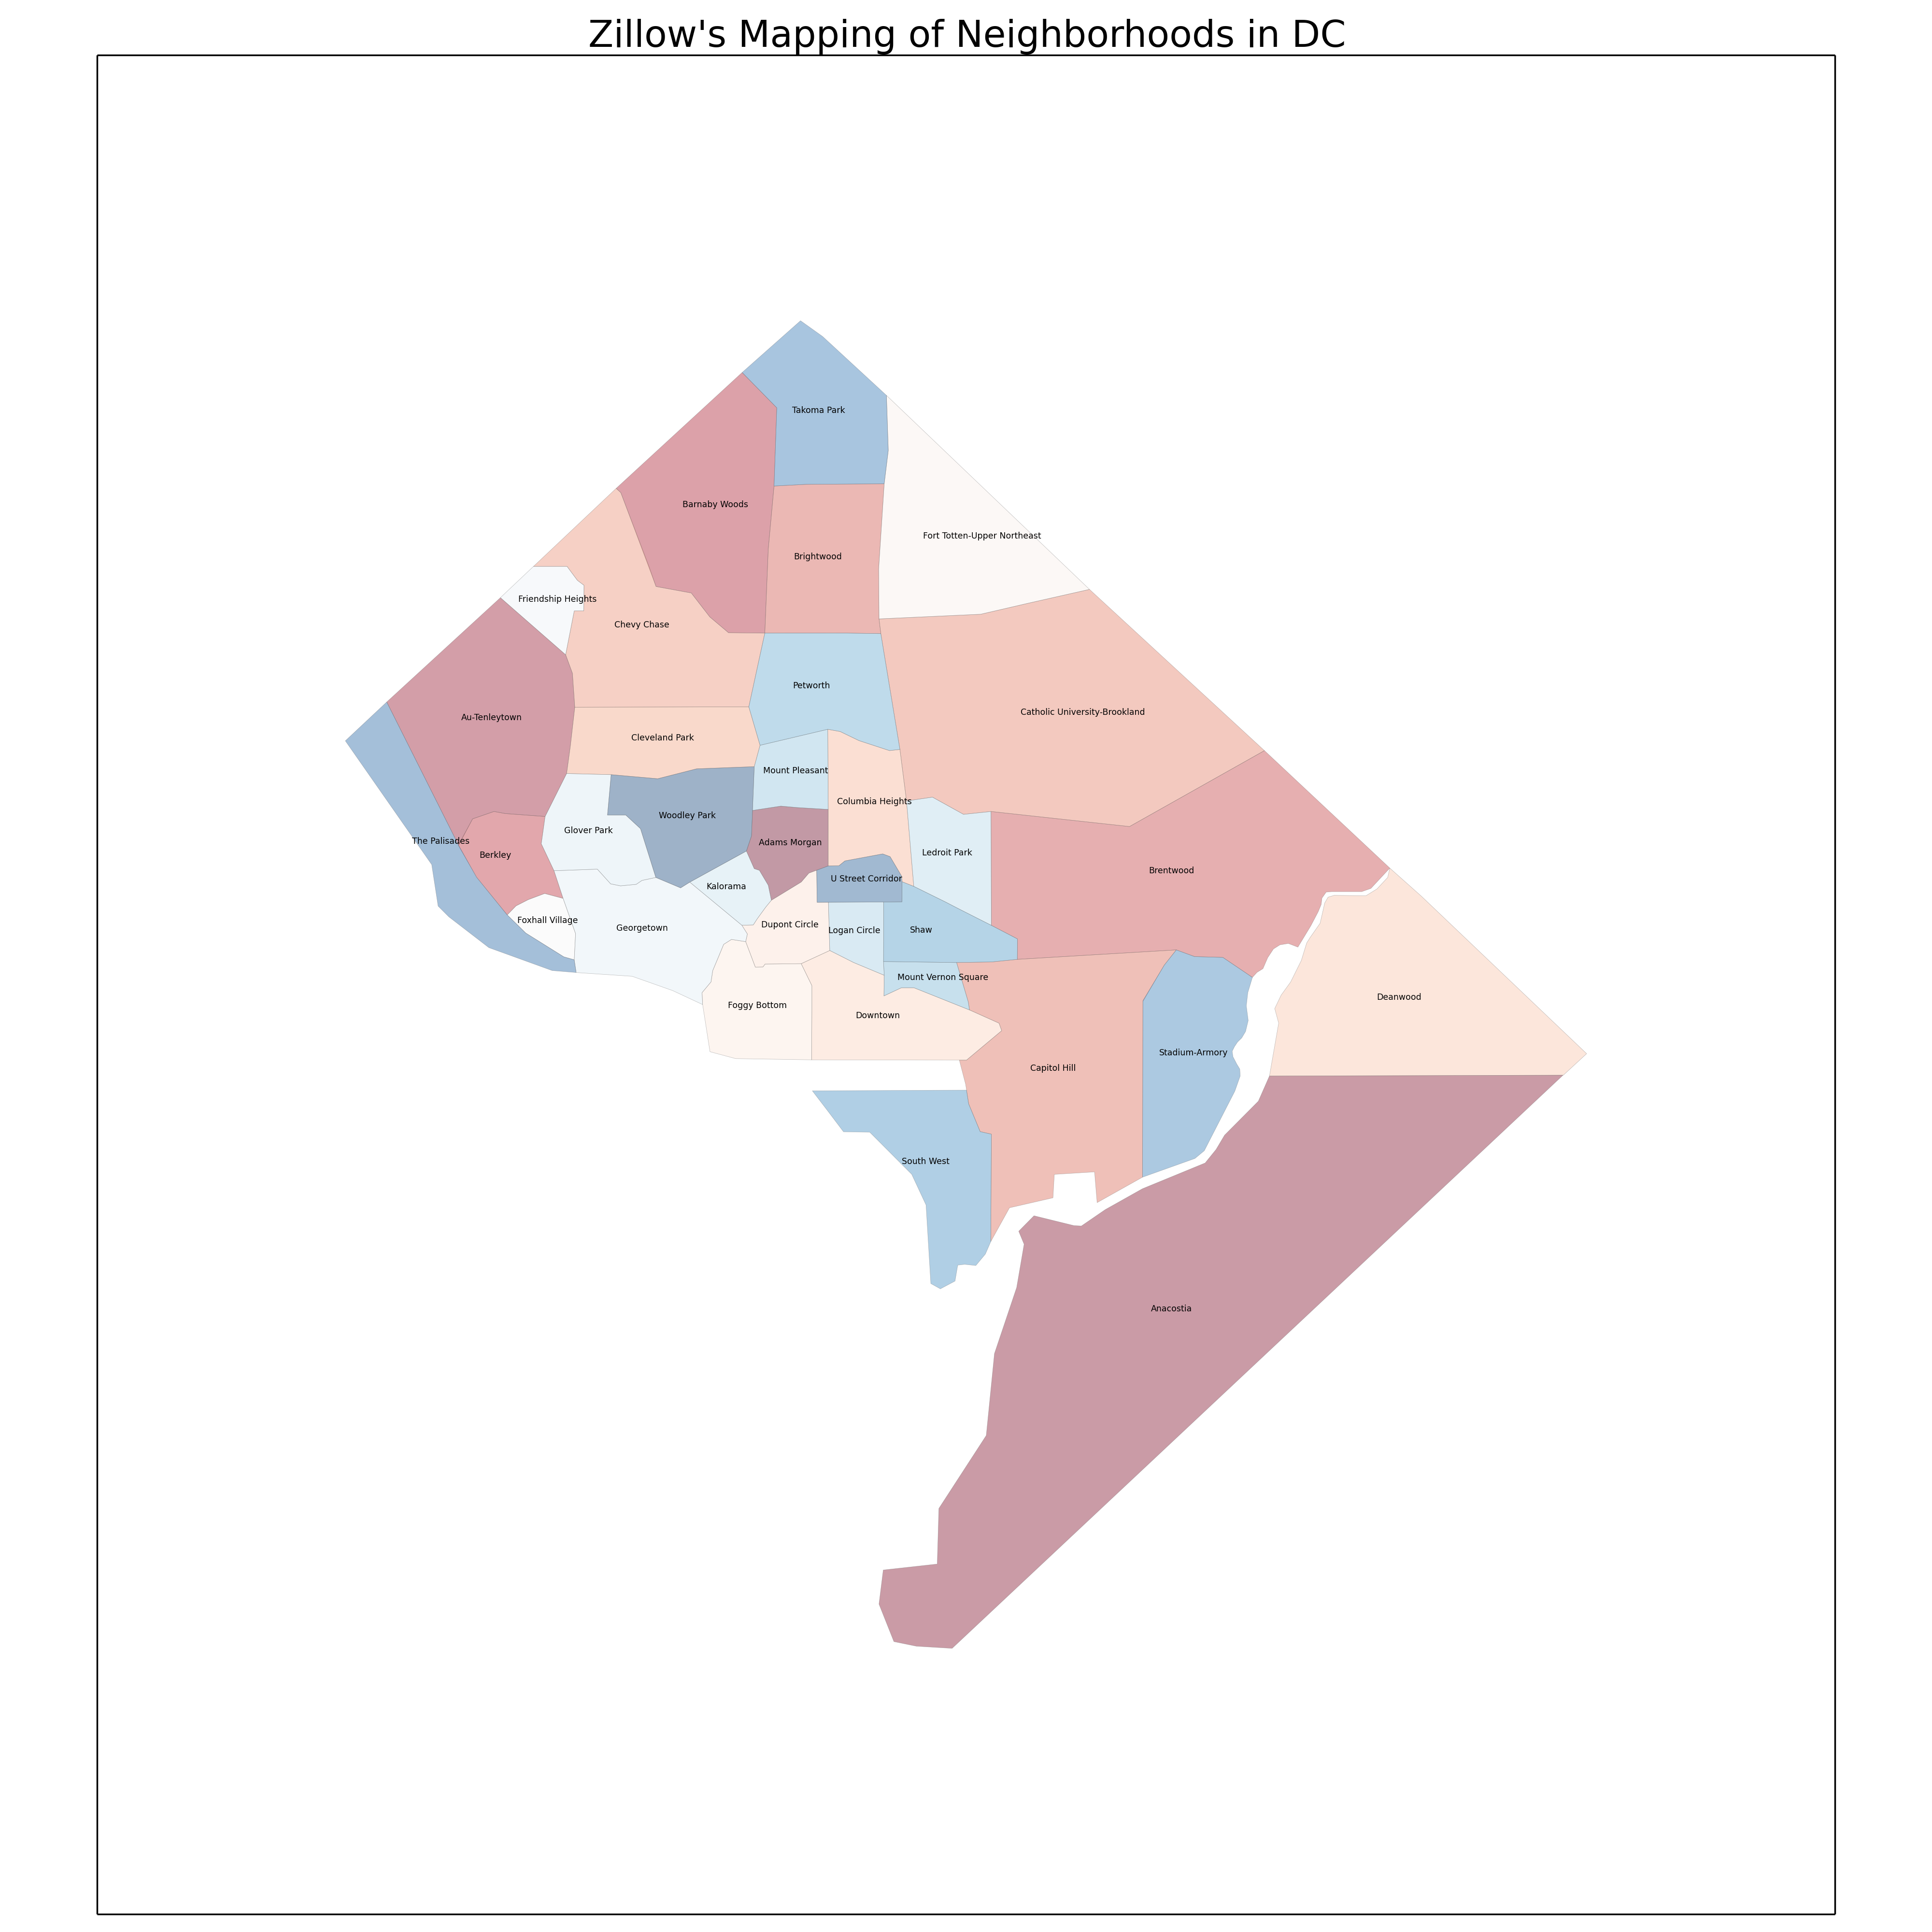 Zillow's Mapping of Neighborhoods in DC
Takoma Park
Barnaby Woods
Fort Totten-Upper Northeast
Brightwood
Friendship Heights
Chevy Chase
Petworth
Catholic University-Brookland
Au-Tenleytown
Cleveland Park
Mount Pleasant
Columbia Heights
Woodley Park
Glover Park
The Palisades
Adams Morgan
Ledroit Park
Berkley
Brentwood
U Street Corridor
Kalorama
Foxhall Village
Dupont Circle
Georgetown
Logan Circle
Shaw
Mount Vernon Square
Deanwood
Foggy Bottom
Downtown
Stadium-Armory
Capitol Hill
South West
Anacostia